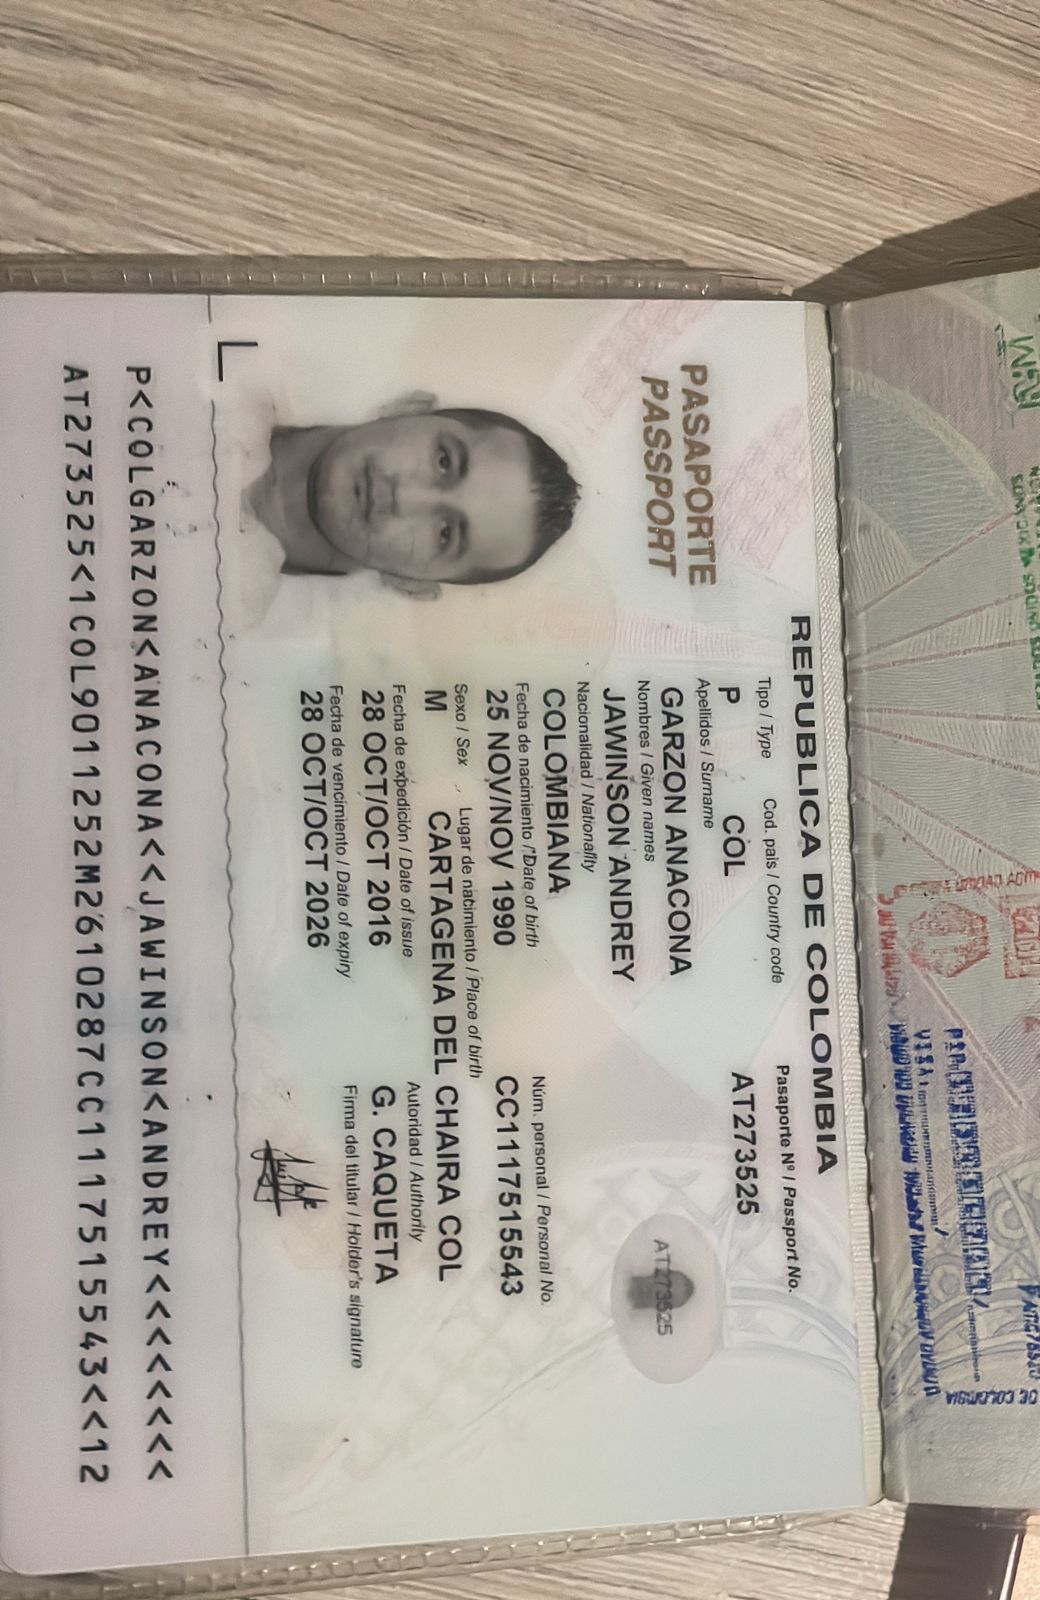 REPUBLICA DE COLOMBIA
PASAPORTE
PASSPORT
Tipo / Type Cod. país / Country code Pasaporte Nº / Passport No.
P COL AT273525
Apellidos / Surname
GARZON ANACONA
Nombres / Given names
JAWINSON ANDREY
Nacionalidad / Nationality
COLOMBIANA
Fecha de nacimiento / Date of birth Núm. personal / Personal No.
25 NOV/NOV 1990 CC1117515543
Sexo / Sex Lugar de nacimiento / Place of birth
M CARTAGENA DEL CHAIRA COL
Fecha de expedición / Date of issue Autoridad / Authority
28 OCT/OCT 2016 G. CAQUETA
Fecha de vencimiento / Date of expiry Firma del titular / Holder's signature
28 OCT/OCT 2026
AT273525
P<COLGARZON<ANACONA<<JAWINSON<ANDREY<<<<<<<<
AT273525<1COL9011252M2610287CC1117515543<<12